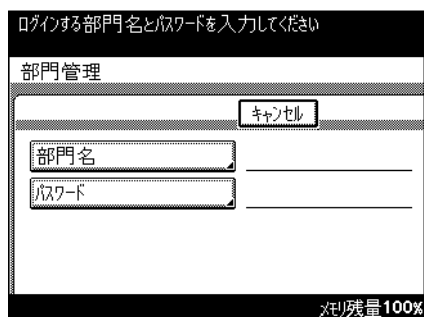 ログインする部門名とパスワードを入力してください
部門管理
キャンセル
部門名
パスワード
メモリ残量100%